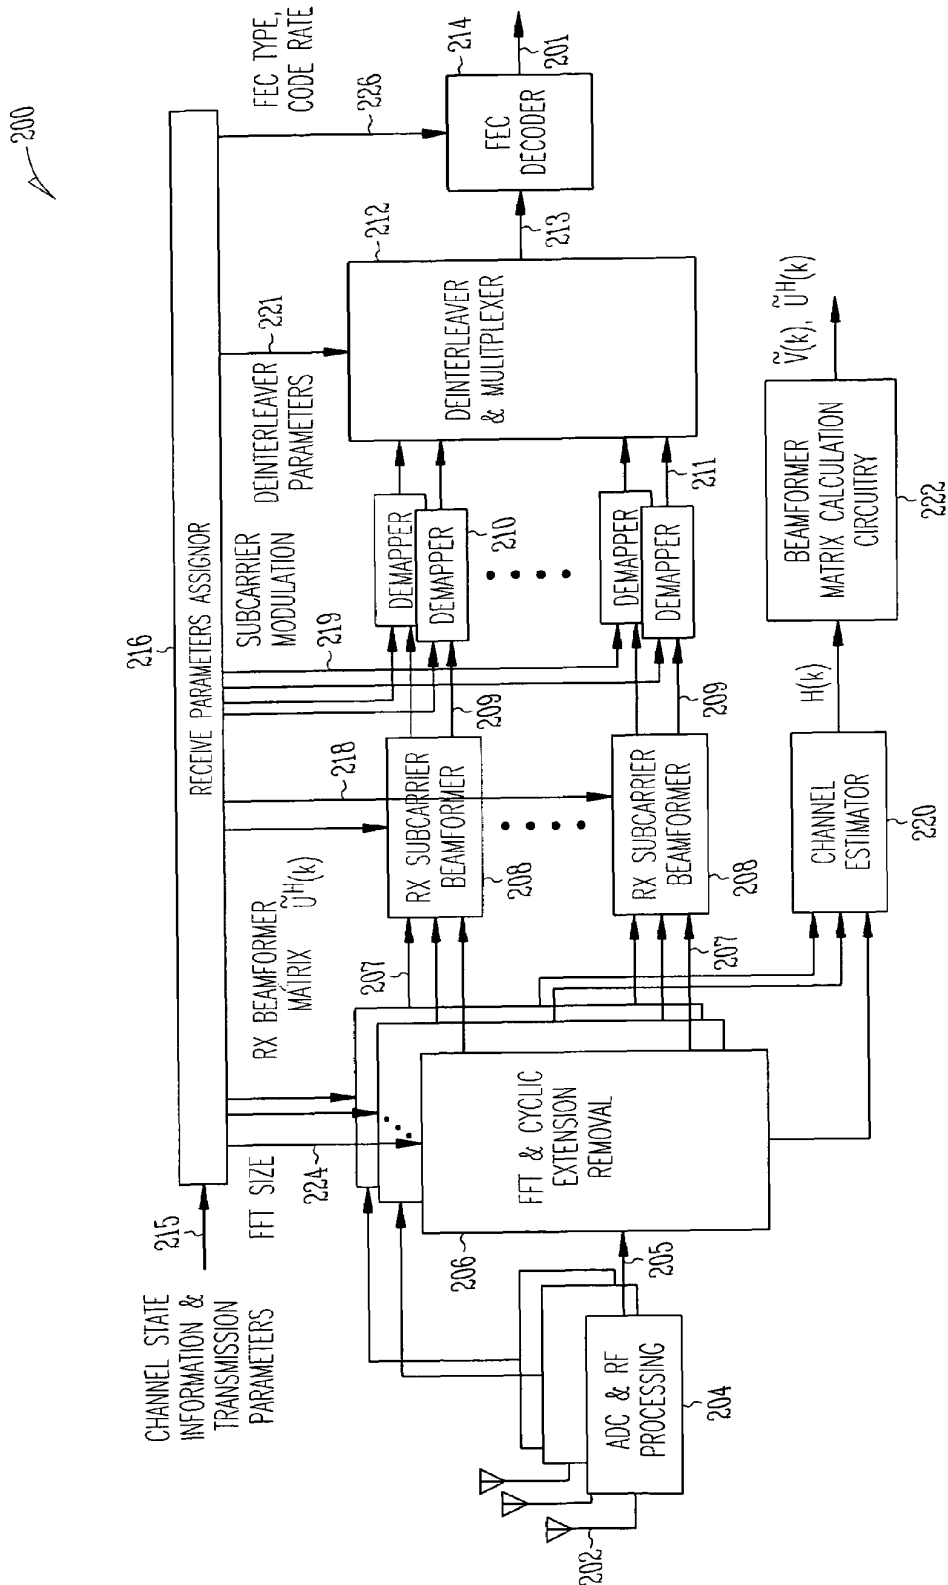 200
216
RECEIVE PARAMETERS ASSIGNOR
CHANNEL STATE
INFORMATION &
TRANSMISSION
PARAMETERS
215
FFT SIZE
224
RX BEAMFORMER
MATRIX Ũᴴ(k)
218
SUBCARRIER
MODULATION
219
DEINTERLEAVER
PARAMETERS
221
FEC TYPE,
CODE RATE
226
202
ADC & RF
PROCESSING
204
205
FFT & CYCLIC
EXTENSION
REMOVAL
206
207
207
RX SUBCARRIER
BEAMFORMER
208
RX SUBCARRIER
BEAMFORMER
208
209
209
DEMAPPER
DEMAPPER
210
DEMAPPER
DEMAPPER
211
DEINTERLEAVER
& MULITPLEXER
212
213
FEC
DECODER
214
201
CHANNEL
ESTIMATOR
220
H(k)
BEAMFORMER
MATRIX CALCULATION
CIRCUITRY
222
Ṽ(k), Ũᴴ(k)